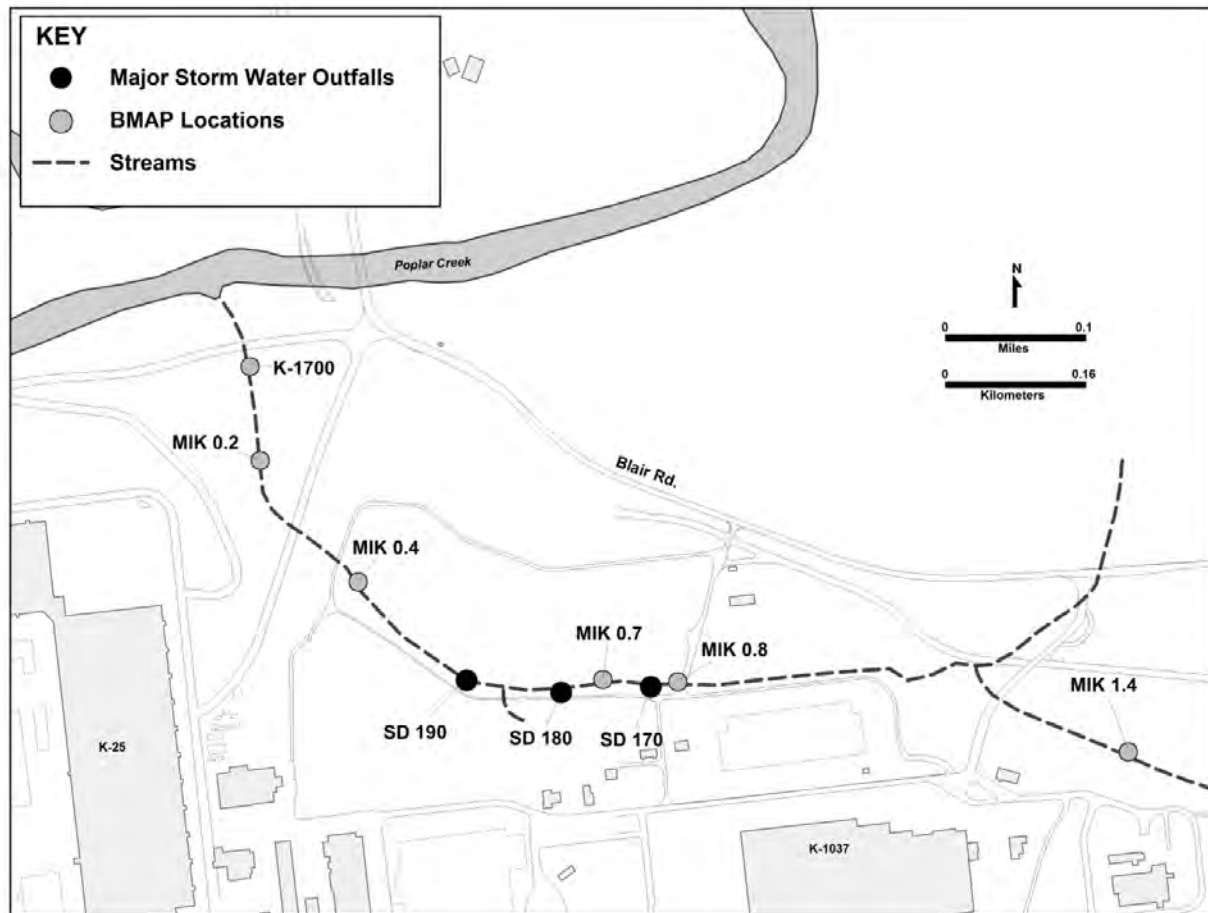 KEY
Major Storm Water Outfalls
BMAP Locations
Streams
Poplar Creek
N
0 0.1
Miles
0 0.16
Kilometers
K-1700
MIK 0.2
Blair Rd.
MIK 0.4
MIK 0.7
MIK 0.8
MIK 1.4
SD 190
SD 180
SD 170
K-25
K-1037